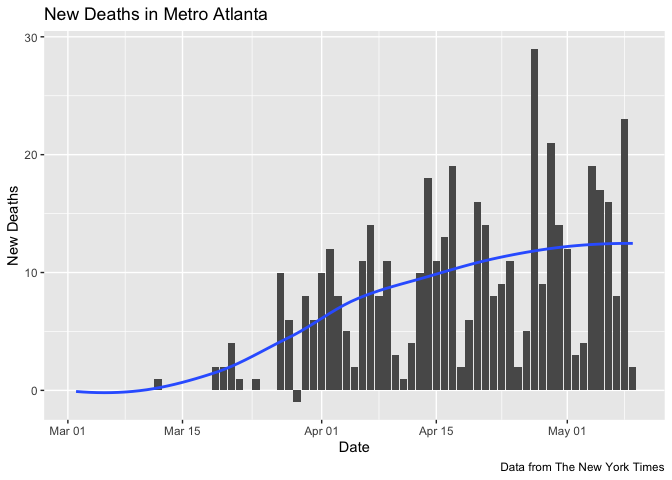 New Deaths in Metro Atlanta
30
20
10
0
New Deaths
Mar 01
Mar 15
Apr 01
Apr 15
May 01
Date
Data from The New York Times